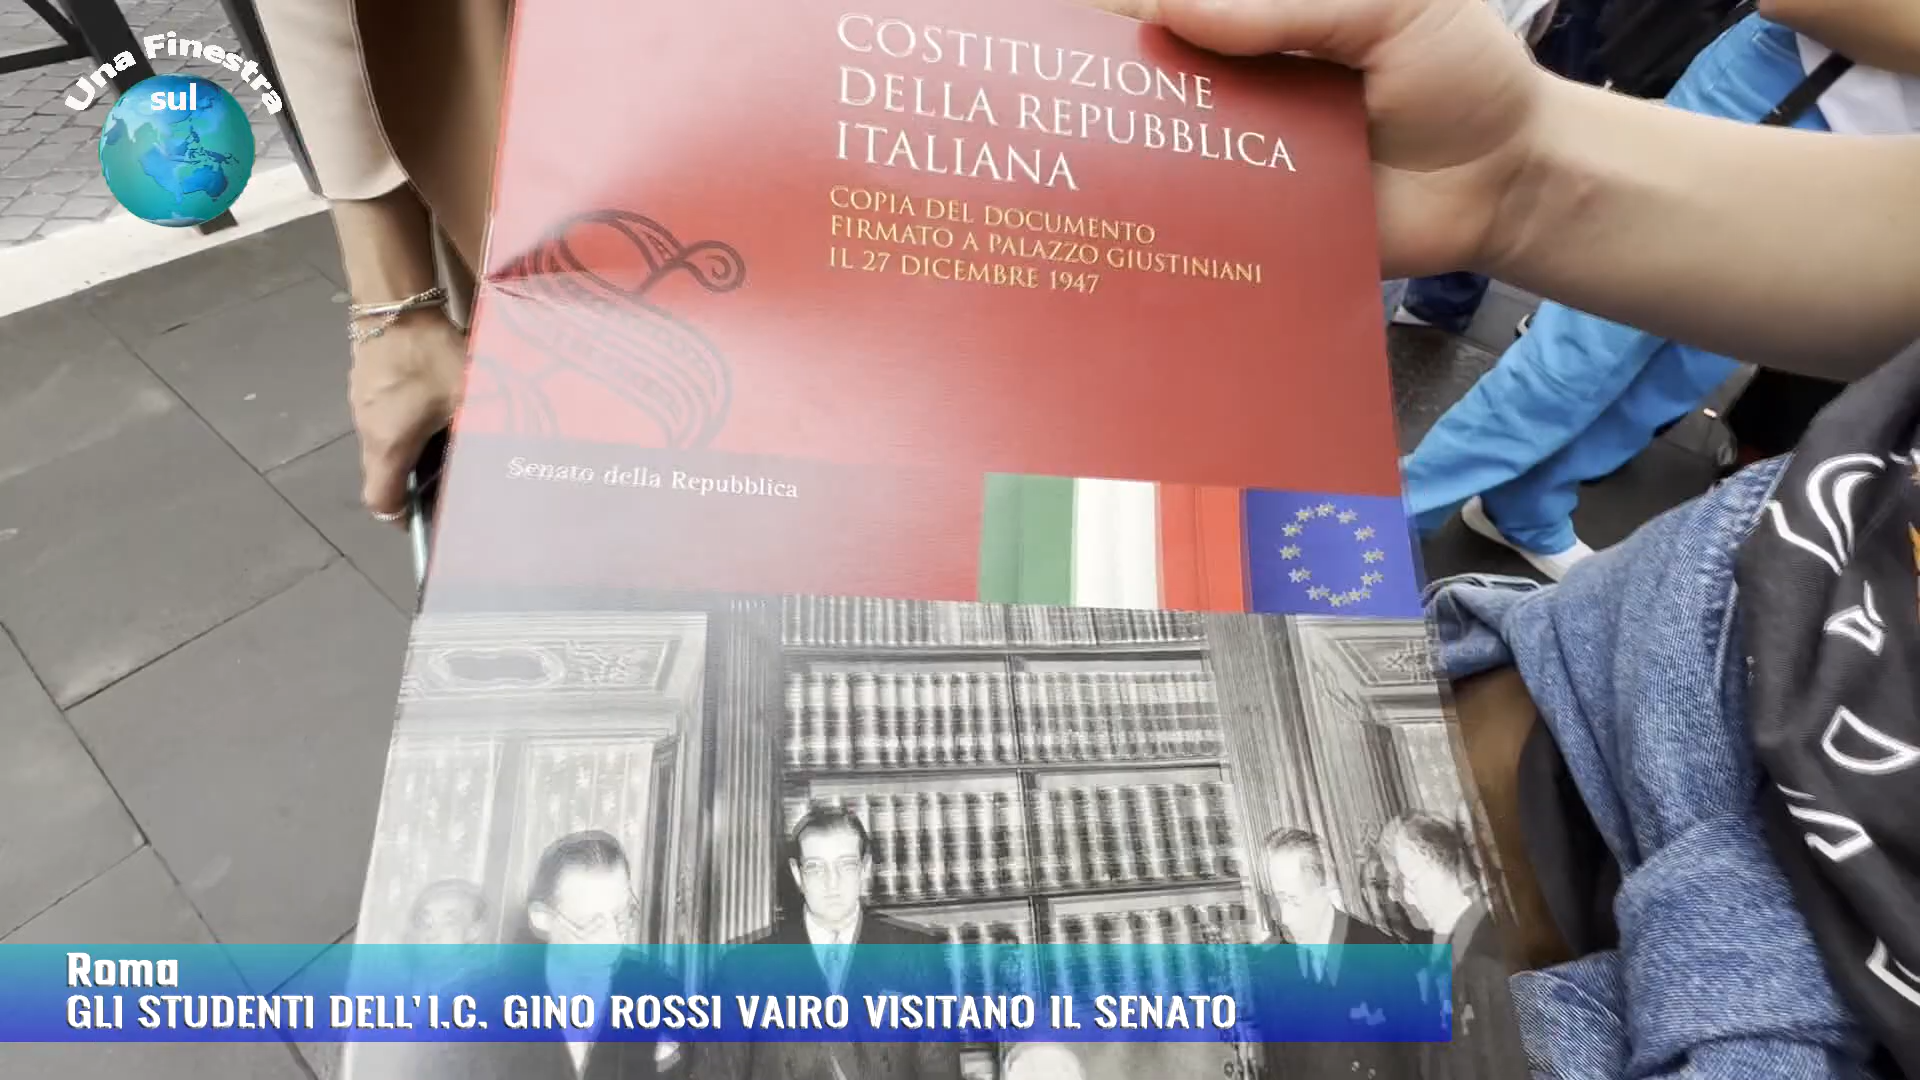 Una Finestra
sul
COSTITUZIONE
DELLA REPUBBLICA
ITALIANA
COPIA DEL DOCUMENTO
FIRMATO A PALAZZO GIUSTINIANI
IL 27 DICEMBRE 1947
Senato della Repubblica
Roma
GLI STUDENTI DELL'I.C. GINO ROSSI VAIRO VISITANO IL SENATO